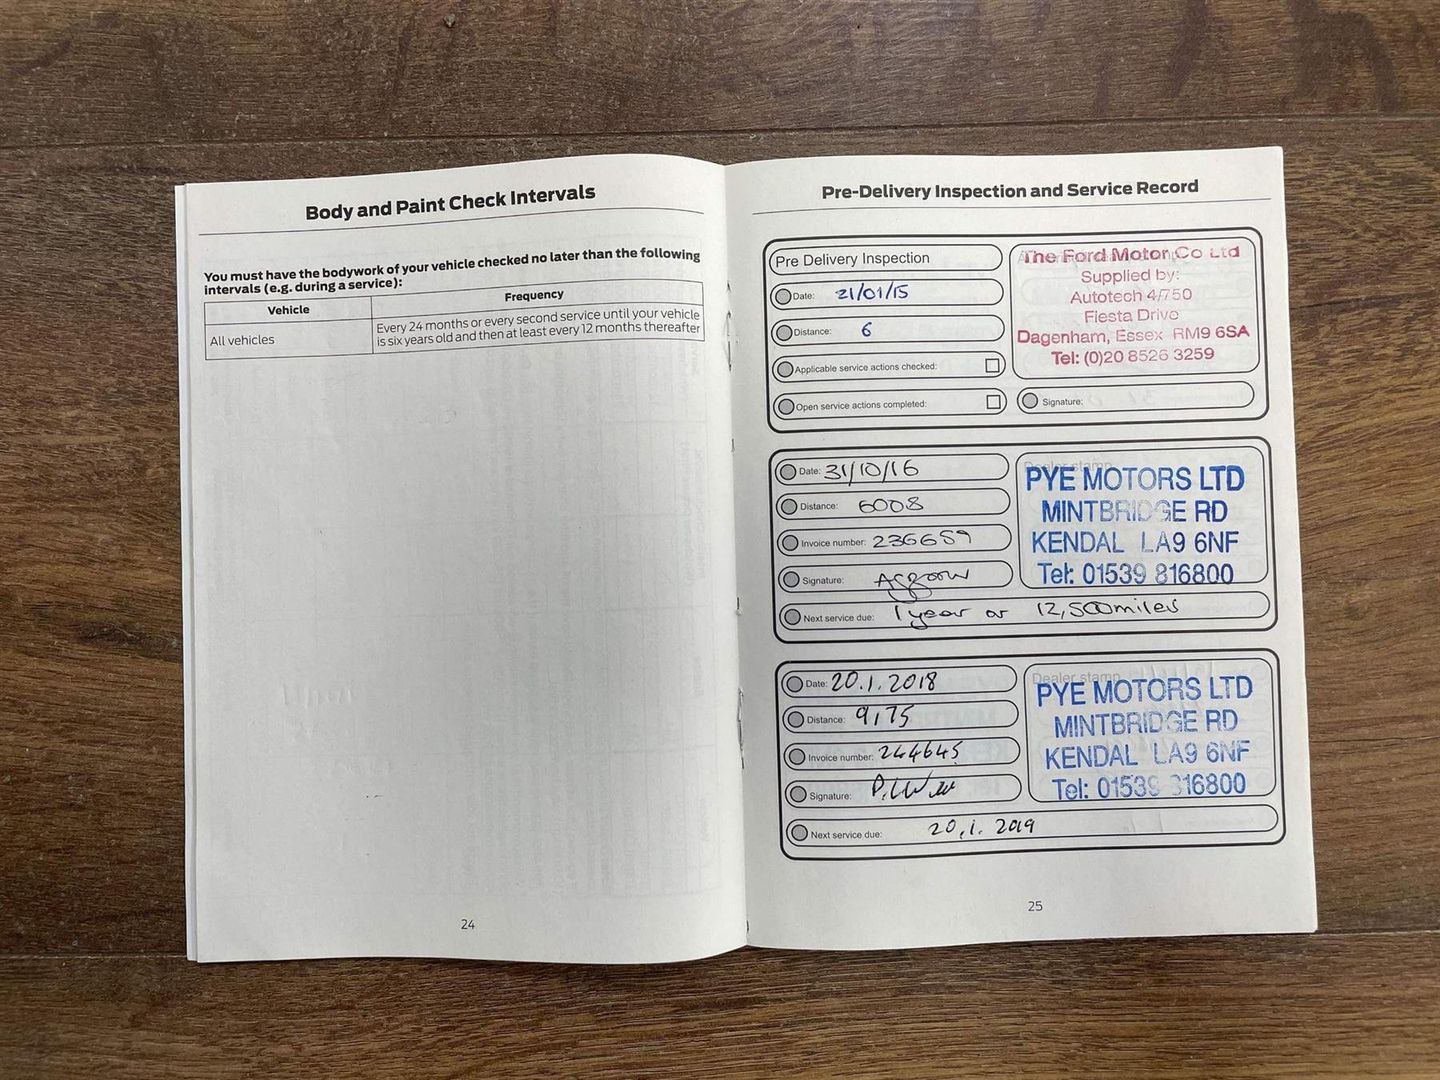 Body and Paint Check Intervals
You must have the bodywork of your vehicle checked no later than the following
intervals (e.g. during a service):
Vehicle Frequency
All vehicles Every 24 months or every second service until your vehicle
is six years old and then at least every 12 months thereafter
24
Pre-Delivery Inspection and Service Record
Pre Delivery Inspection
Date: 21/01/15
Distance: 6
Applicable service actions checked:
Open service actions completed:
The Ford Motor Co Ltd
Supplied by:
Autotech 4/750
Fiesta Drive
Dagenham, Essex RM9 6SA
Tel: (0)20 8526 3259
Signature:
Date: 31/10/16
Distance: 6008
Invoice number: 236659
Signature:
Next service due: 1 year or 12,500miles
Dealer stamp
PYE MOTORS LTD
MINTBRIDGE RD
KENDAL LA9 6NF
Tel: 01539 816800
Date: 20.1.2018
Distance: 9,75
Invoice number: 244645
Signature:
Next service due: 20.1.2019
Dealer stamp
PYE MOTORS LTD
MINTBRIDGE RD
KENDAL LA9 6NF
Tel: 01539 816800
25